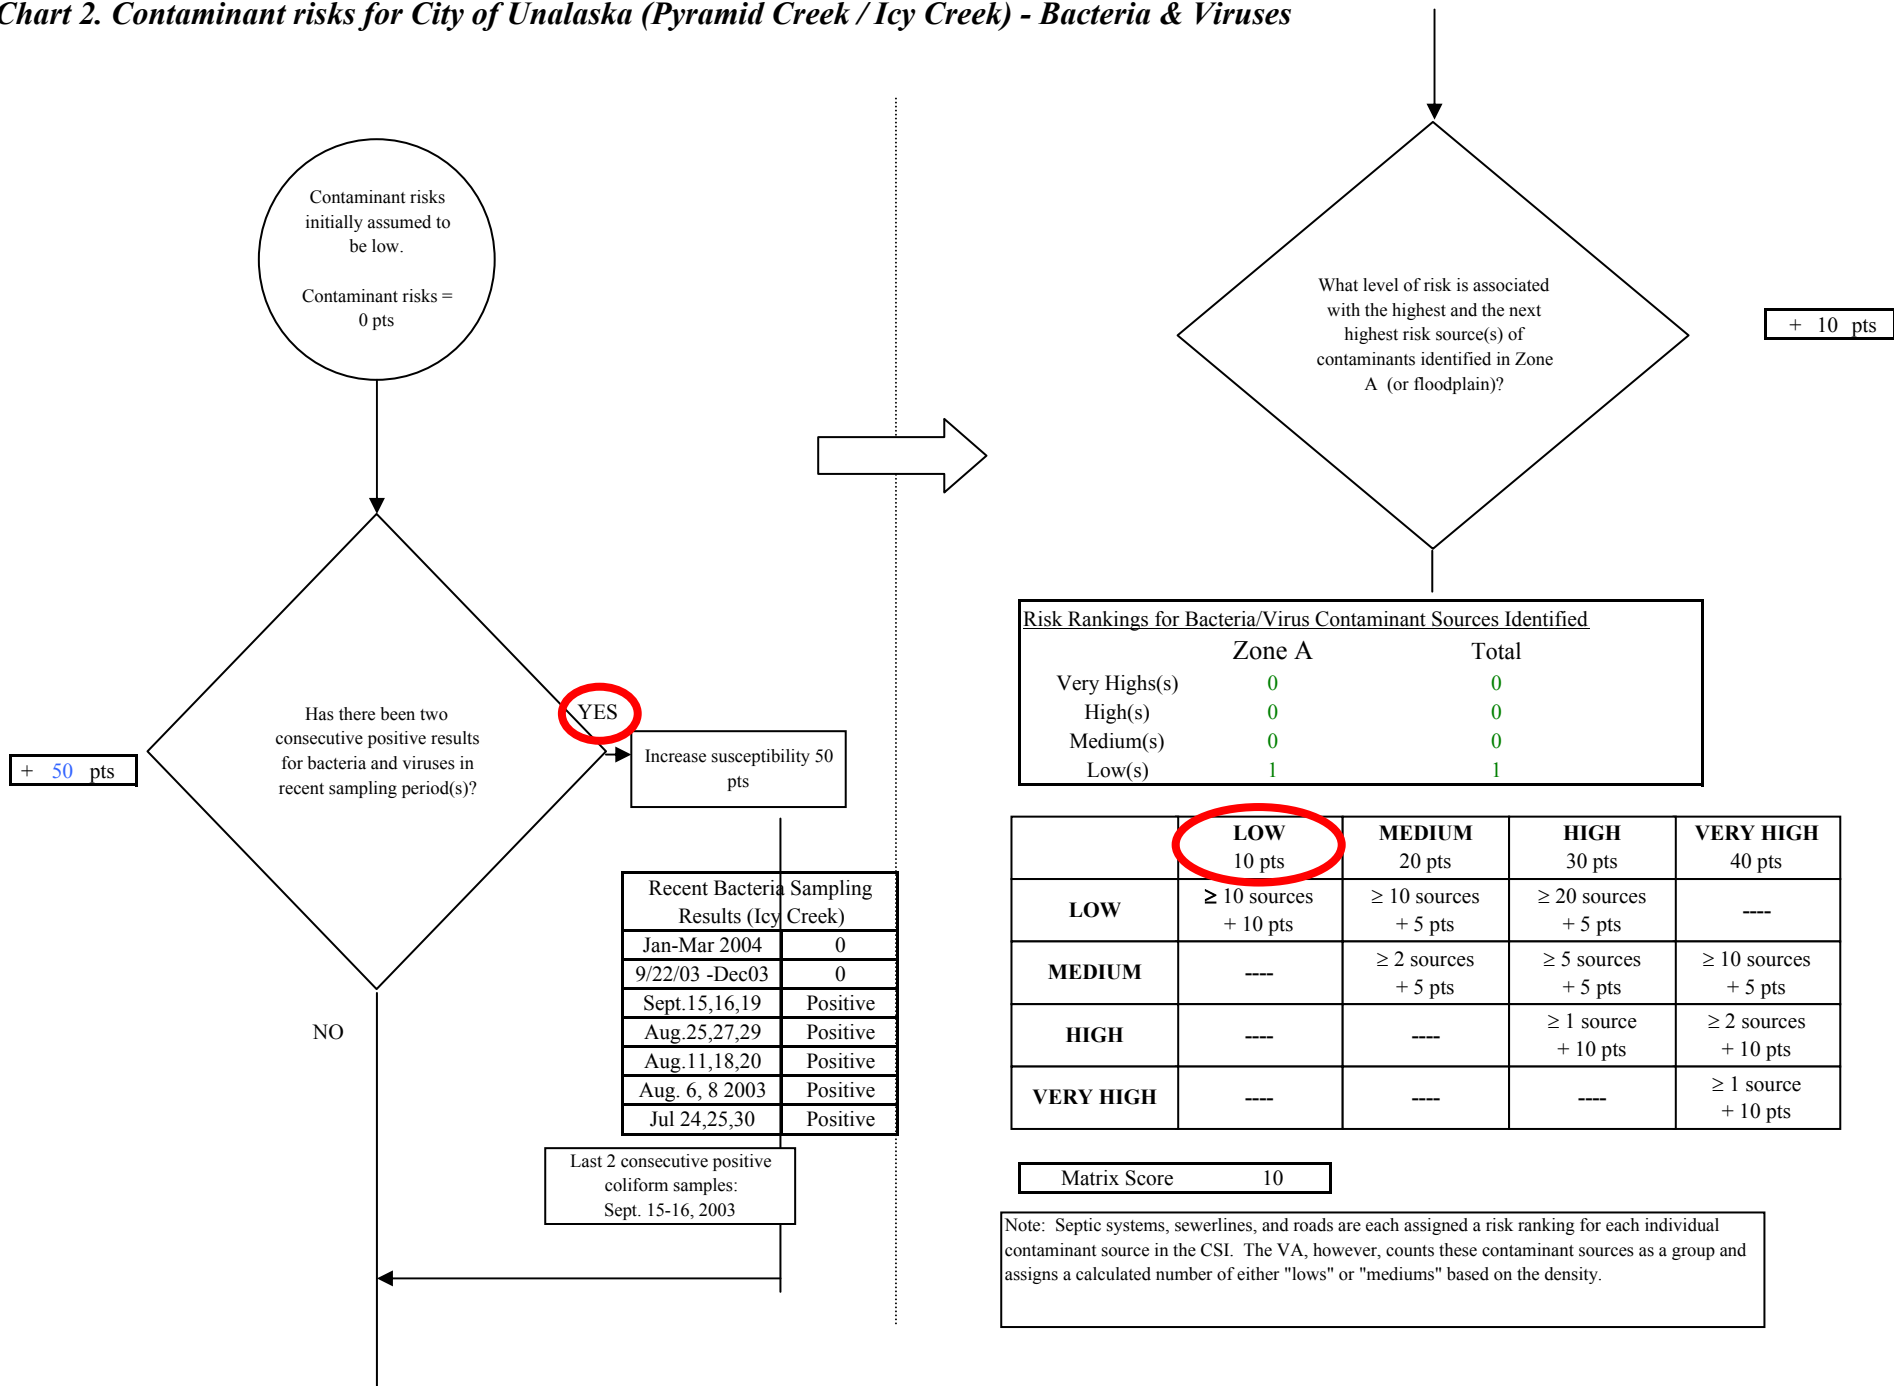 Chart 2. Contaminant risks for City of Unalaska (Pyramid Creek / Icy Creek) - Bacteria & Viruses
Contaminant risks
initially assumed to
be low.
Contaminant risks =
0 pts
Has there been two
consecutive positive results
for bacteria and viruses in
recent sampling period(s)?
+ 50 pts
YES
Increase susceptibility 50
pts
Recent Bacteria Sampling
Results (Icy Creek)
Jan-Mar 2004 0
9/22/03 -Dec03 0
Sept.15,16,19 Positive
Aug.25,27,29 Positive
Aug.11,18,20 Positive
Aug. 6, 8 2003 Positive
Jul 24,25,30 Positive
NO
Last 2 consecutive positive
coliform samples:
Sept. 15-16, 2003
What level of risk is associated
with the highest and the next
highest risk source(s) of
contaminants identified in Zone
A (or floodplain)?
+ 10 pts
Risk Rankings for Bacteria/Virus Contaminant Sources Identified
Zone A Total
Very Highs(s) 0 0
High(s) 0 0
Medium(s) 0 0
Low(s) 1 1
LOW MEDIUM HIGH VERY HIGH
10 pts 20 pts 30 pts 40 pts
LOW ≥ 10 sources ≥ 10 sources ≥ 20 sources ----
+ 10 pts + 5 pts + 5 pts
MEDIUM ---- ≥ 2 sources ≥ 5 sources ≥ 10 sources
+ 5 pts + 5 pts + 5 pts
HIGH ---- ---- ≥ 1 source ≥ 2 sources
+ 10 pts + 10 pts
VERY HIGH ---- ---- ---- ≥ 1 source
+ 10 pts
Matrix Score 10
Note: Septic systems, sewerlines, and roads are each assigned a risk ranking for each individual
contaminant source in the CSI. The VA, however, counts these contaminant sources as a group and
assigns a calculated number of either "lows" or "mediums" based on the density.